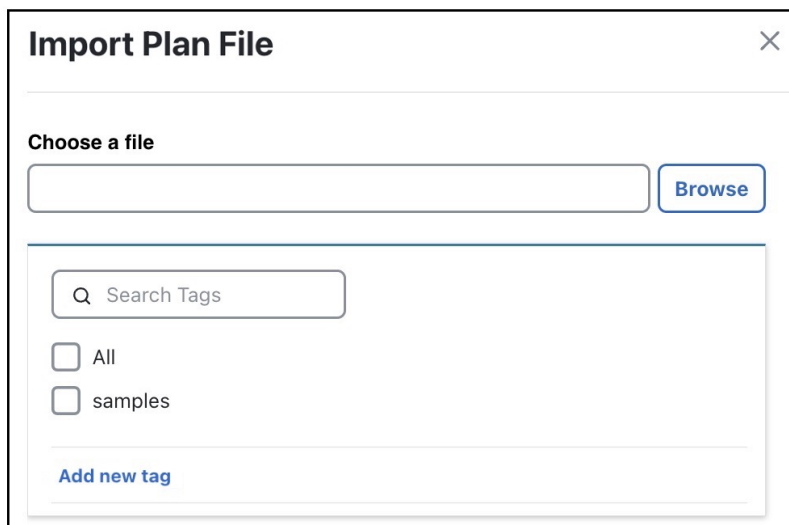 Import Plan File
Choose a file
Browse
Search Tags
All
samples
Add new tag